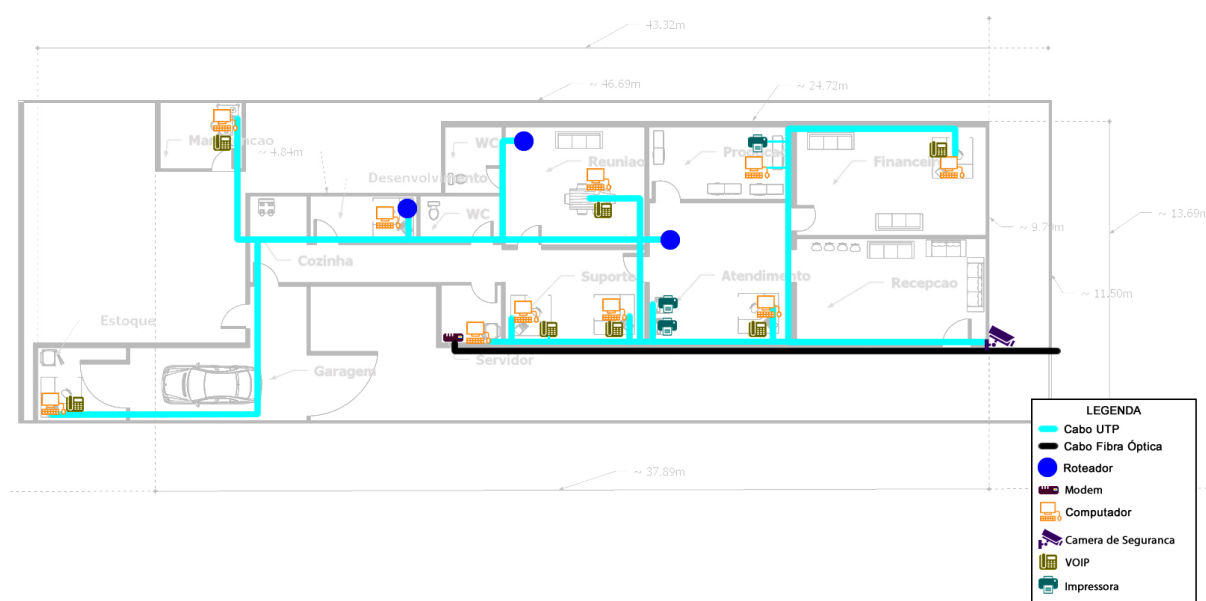 43.32m
~ 46.69m
~ 24.72m
WC
Reuniao
Financeir
~ 4.84m
Desenvolvimento
WC
~ 9.79m
~ 13.69m
Cozinha
Suporte
Atendimento
Recepcao
~ 11.50m
Estoque
Servidor
Garagem
~ 37.89m
LEGENDA
Cabo UTP
Cabo Fibra Óptica
Roteador
Modem
Computador
Camera de Seguranca
VOIP
Impressora